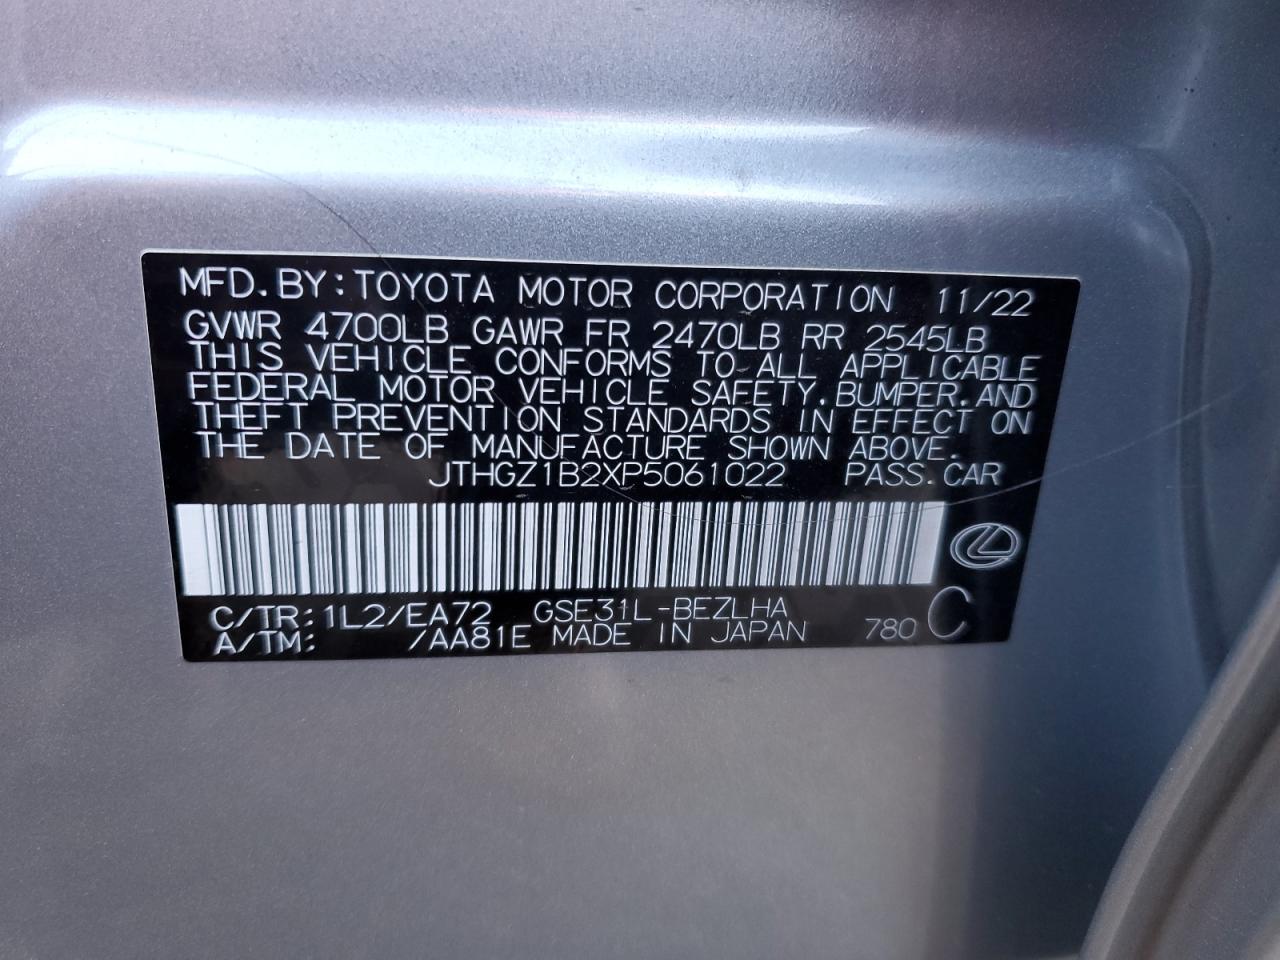 MFD.BY:TOYOTA MOTOR CORPORATION 11/22
GVWR 4700LB GAWR FR 2470LB RR 2545LB
THIS VEHICLE CONFORMS TO ALL APPLICABLE
FEDERAL MOTOR VEHICLE SAFETY,BUMPER,AND
THEFT PREVENTION STANDARDS IN EFFECT ON
THE DATE OF MANUFACTURE SHOWN ABOVE.
JTHGZ1B2XP5061022 PASS.CAR
C/TR:1L2/EA72 GSE31L-BEZLHA
A/TM: /AA81E MADE IN JAPAN 780 C